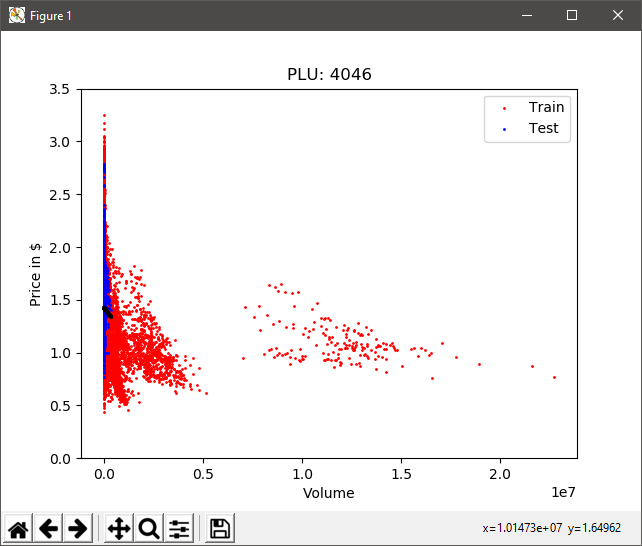 Figure 1
PLU: 4046
3.5
3.0
2.5
2.0
1.5
1.0
0.5
0.0
Price in $
Train
Test
0.0 0.5 1.0 1.5 2.0
1e7
Volume
x=1.01473e+07 y=1.64962